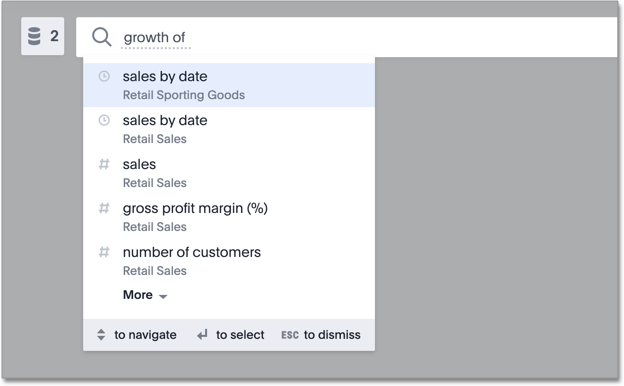 2
growth of
sales by date
Retail Sporting Goods
sales by date
Retail Sales
sales
Retail Sales
gross profit margin (%)
Retail Sales
number of customers
Retail Sales
More
to navigate to select ESC to dismiss